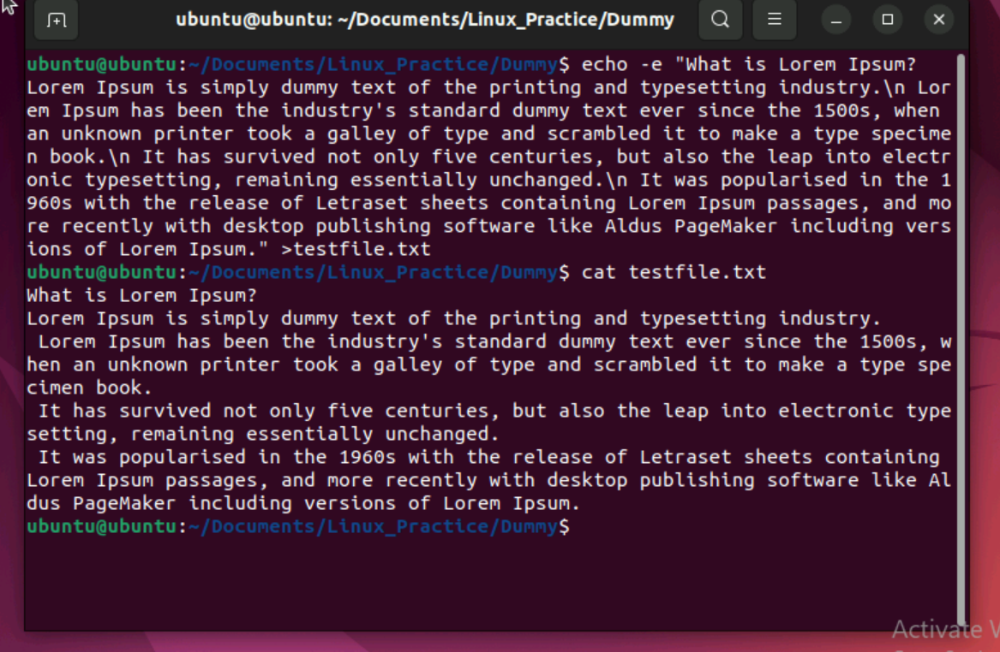 ubuntu@ubuntu: ~/Documents/Linux_Practice/Dummy
ubuntu@ubuntu:~/Documents/Linux_Practice/Dummy$ echo -e "What is Lorem Ipsum?
Lorem Ipsum is simply dummy text of the printing and typesetting industry.\n Lor
em Ipsum has been the industry's standard dummy text ever since the 1500s, when
an unknown printer took a galley of type and scrambled it to make a type specime
n book.\n It has survived not only five centuries, but also the leap into electr
onic typesetting, remaining essentially unchanged.\n It was popularised in the 1
960s with the release of Letraset sheets containing Lorem Ipsum passages, and mo
re recently with desktop publishing software like Aldus PageMaker including vers
ions of Lorem Ipsum." >testfile.txt
ubuntu@ubuntu:~/Documents/Linux_Practice/Dummy$ cat testfile.txt
What is Lorem Ipsum?
Lorem Ipsum is simply dummy text of the printing and typesetting industry.
 Lorem Ipsum has been the industry's standard dummy text ever since the 1500s, w
hen an unknown printer took a galley of type and scrambled it to make a type spe
cimen book.
 It has survived not only five centuries, but also the leap into electronic type
setting, remaining essentially unchanged.
 It was popularised in the 1960s with the release of Letraset sheets containing
Lorem Ipsum passages, and more recently with desktop publishing software like Al
dus PageMaker including versions of Lorem Ipsum.
ubuntu@ubuntu:~/Documents/Linux_Practice/Dummy$
Activate